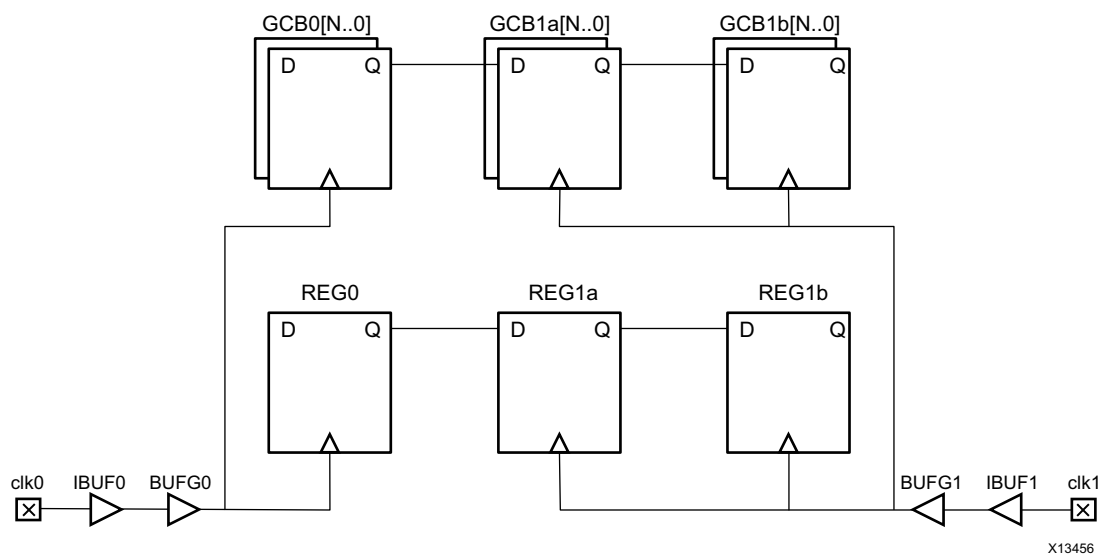 GCB0[N..0]
GCB1a[N..0]
GCB1b[N..0]
D Q
D Q
D Q
REG0
REG1a
REG1b
D Q
D Q
D Q
clk0
IBUF0
BUFG0
BUFG1
IBUF1
clk1
X13456